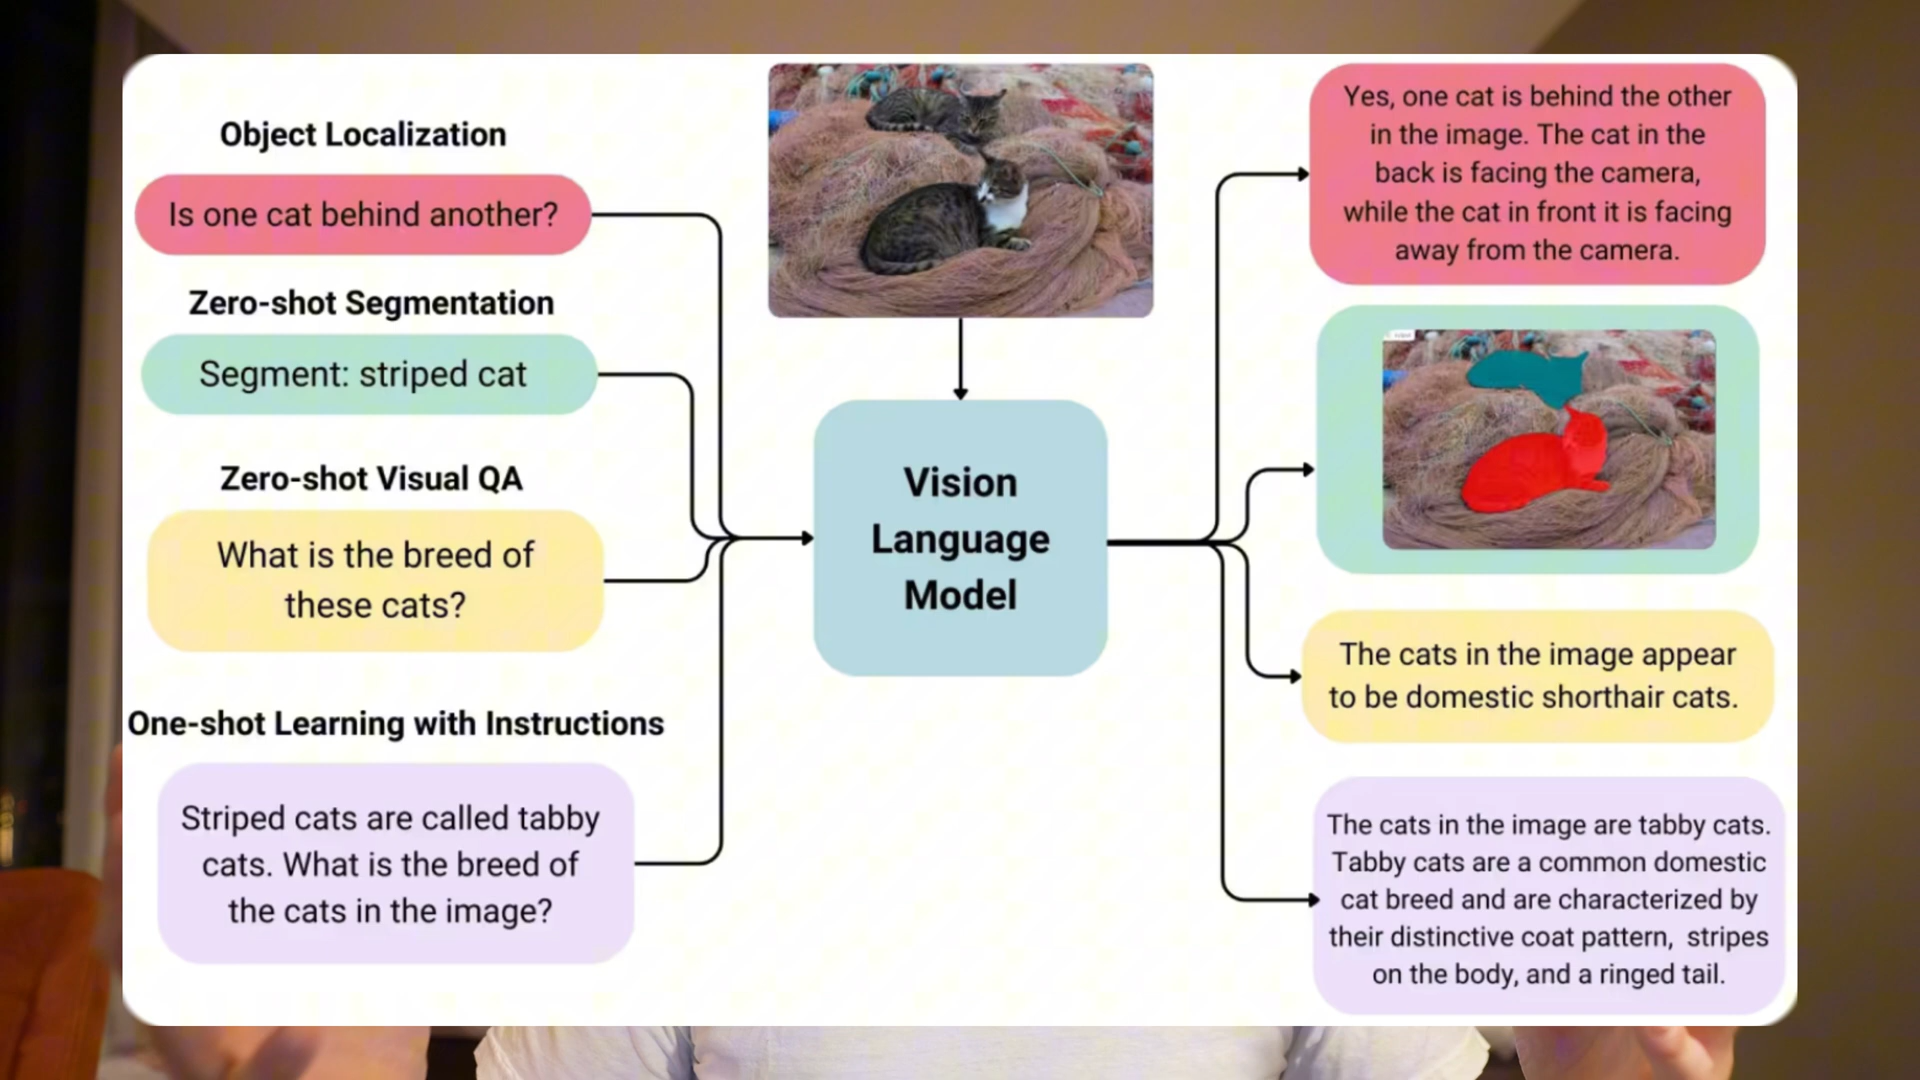 Object Localization
Is one cat behind another?
Zero-shot Segmentation
Segment: striped cat
Zero-shot Visual QA
What is the breed of
these cats?
One-shot Learning with Instructions
Striped cats are called tabby
cats. What is the breed of
the cats in the image?
Vision
Language
Model
Yes, one cat is behind the other
in the image. The cat in the
back is facing the camera,
while the cat in front it is facing
away from the camera.
The cats in the image appear
to be domestic shorthair cats.
The cats in the image are tabby cats.
Tabby cats are a common domestic
cat breed and are characterized by
their distinctive coat pattern, stripes
on the body, and a ringed tail.